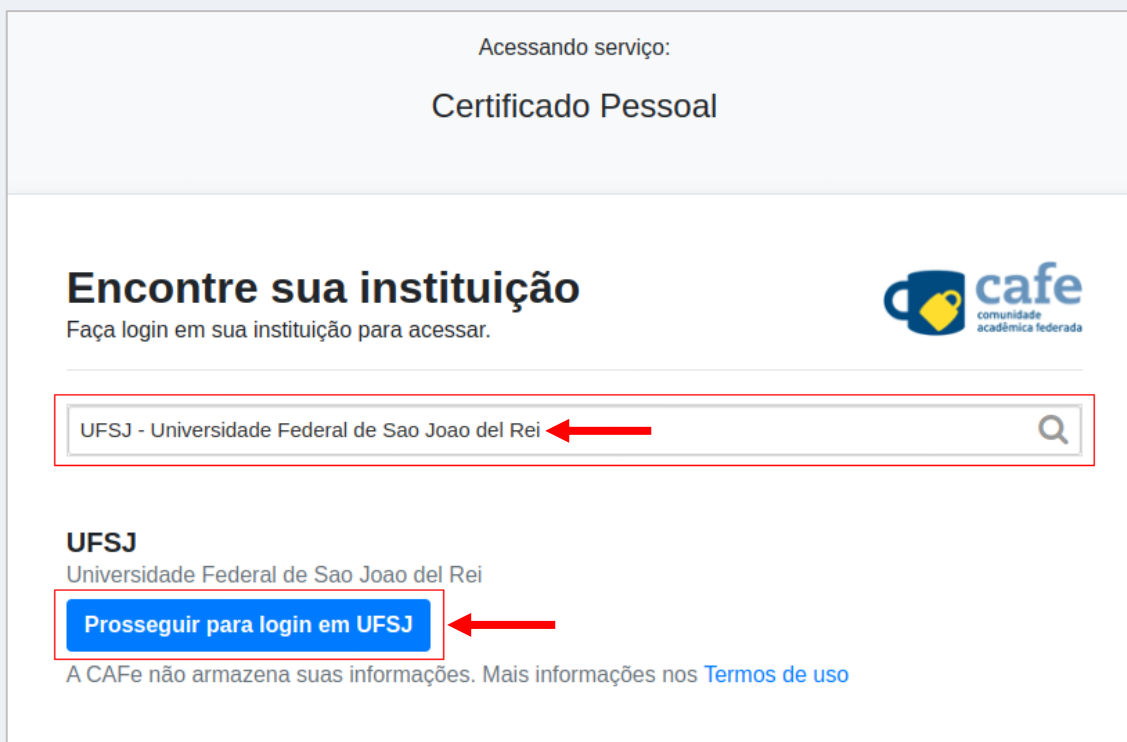 Acessando serviço:
Certificado Pessoal
Encontre sua instituição
Faça login em sua instituição para acessar.
cafe
comunidade
acadêmica federada
UFSJ - Universidade Federal de Sao Joao del Rei
UFSJ
Universidade Federal de Sao Joao del Rei
Prosseguir para login em UFSJ
A CAFe não armazena suas informações. Mais informações nos Termos de uso